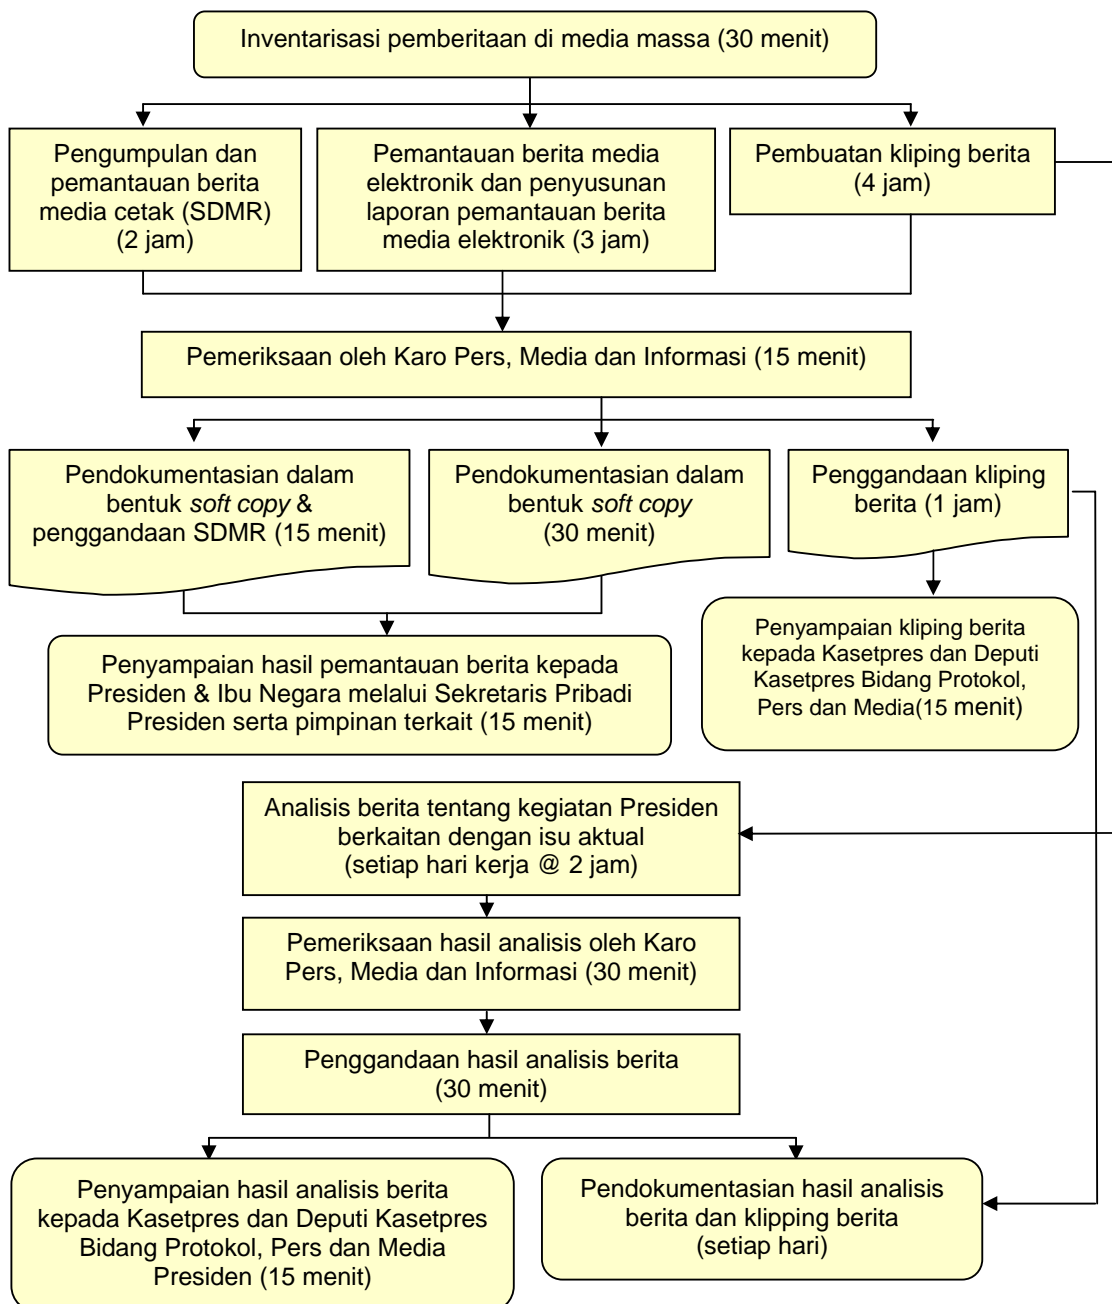 Inventarisasi pemberitaan di media massa (30 menit)
Pengumpulan dan
pemantauan berita
media cetak (SDMR)
(2 jam)
Pemantauan berita media
elektronik dan penyusunan
laporan pemantauan berita
media elektronik (3 jam)
Pembuatan kliping berita
(4 jam)
Pemeriksaan oleh Karo Pers, Media dan Informasi (15 menit)
Pendokumentasian dalam
bentuk soft copy &
penggandaan SDMR (15 menit)
Pendokumentasian dalam
bentuk soft copy
(30 menit)
Penggandaan kliping
berita (1 jam)
Penyampaian hasil pemantauan berita kepada
Presiden & Ibu Negara melalui Sekretaris Pribadi
Presiden serta pimpinan terkait (15 menit)
Penyampaian kliping berita
kepada Kasetpres dan Deputi
Kasetpres Bidang Protokol,
Pers dan Media(15 menit)
Analisis berita tentang kegiatan Presiden
berkaitan dengan isu aktual
(setiap hari kerja @ 2 jam)
Pemeriksaan hasil analisis oleh Karo
Pers, Media dan Informasi (30 menit)
Penggandaan hasil analisis berita
(30 menit)
Penyampaian hasil analisis berita
kepada Kasetpres dan Deputi Kasetpres
Bidang Protokol, Pers dan Media
Presiden (15 menit)
Pendokumentasian hasil analisis
berita dan klipping berita
(setiap hari)